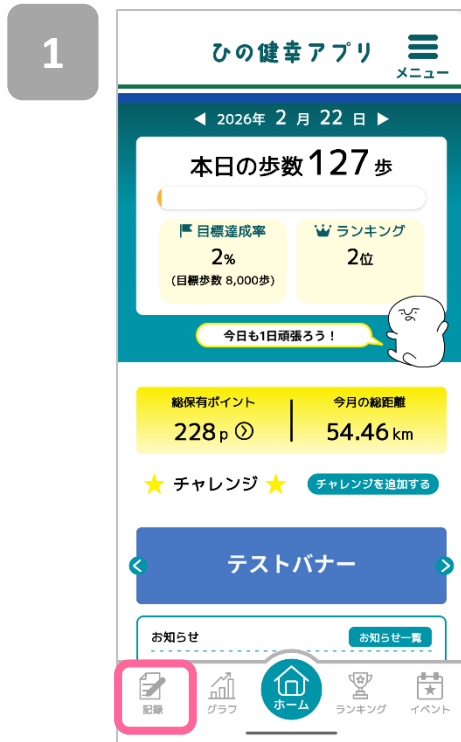 1
ひの健幸アプリ
メニュー
◀ 2026年 2 月 22 日 ▶
本日の歩数127歩
目標達成率
2%
(目標歩数 8,000歩)
ランキング
2位
今日も1日頑張ろう！
総保有ポイント
228p
今月の総距離
54.46km
★ チャレンジ ★
チャレンジを追加する
テストバナー
お知らせ
お知らせ一覧
記録
グラフ
ホーム
ランキング
イベント